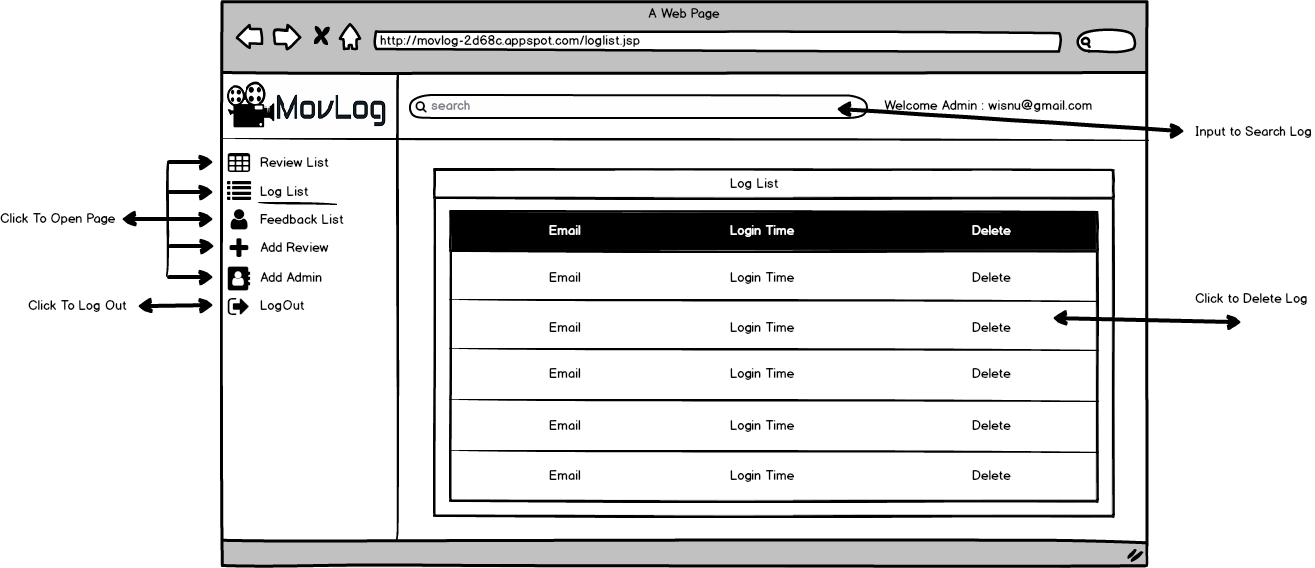 A Web Page
http://movlog-2d68c.appspot.com/loglist.jsp
MovLog
search
Welcome Admin : wisnu@gmail.com
Input to Search Log
Review List
Log List
Feedback List
Add Review
Add Admin
LogOut
Click To Open Page
Click To Log Out
Log List
Email Login Time Delete
Email Login Time Delete
Email Login Time Delete
Email Login Time Delete
Email Login Time Delete
Email Login Time Delete
Click to Delete Log